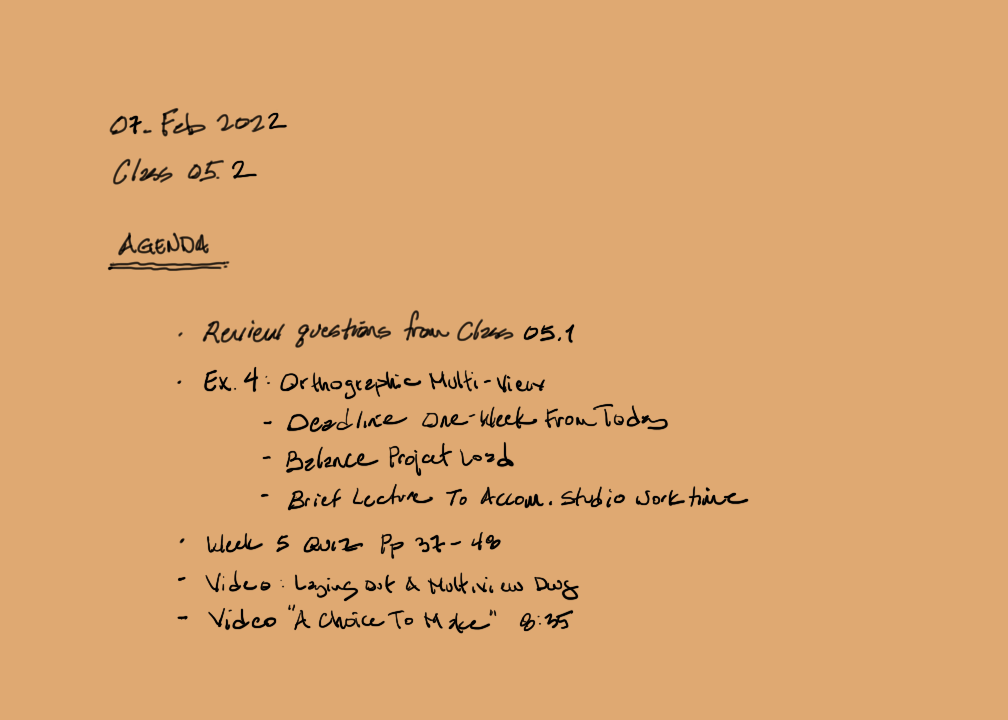 07- Feb 2022
Class 05.2
AGENDA
· Review questions from Class 05.1
· Ex. 4: Orthographic Multi-View
- Deadline One-Week From Today
- Balance Project Load
- Brief Lecture To Accom. Studio work time
· Week 5 Quiz Pp 37-48
- Video: Laying out A Multiview Dwg
- Video "A Choice To Make" 8:35